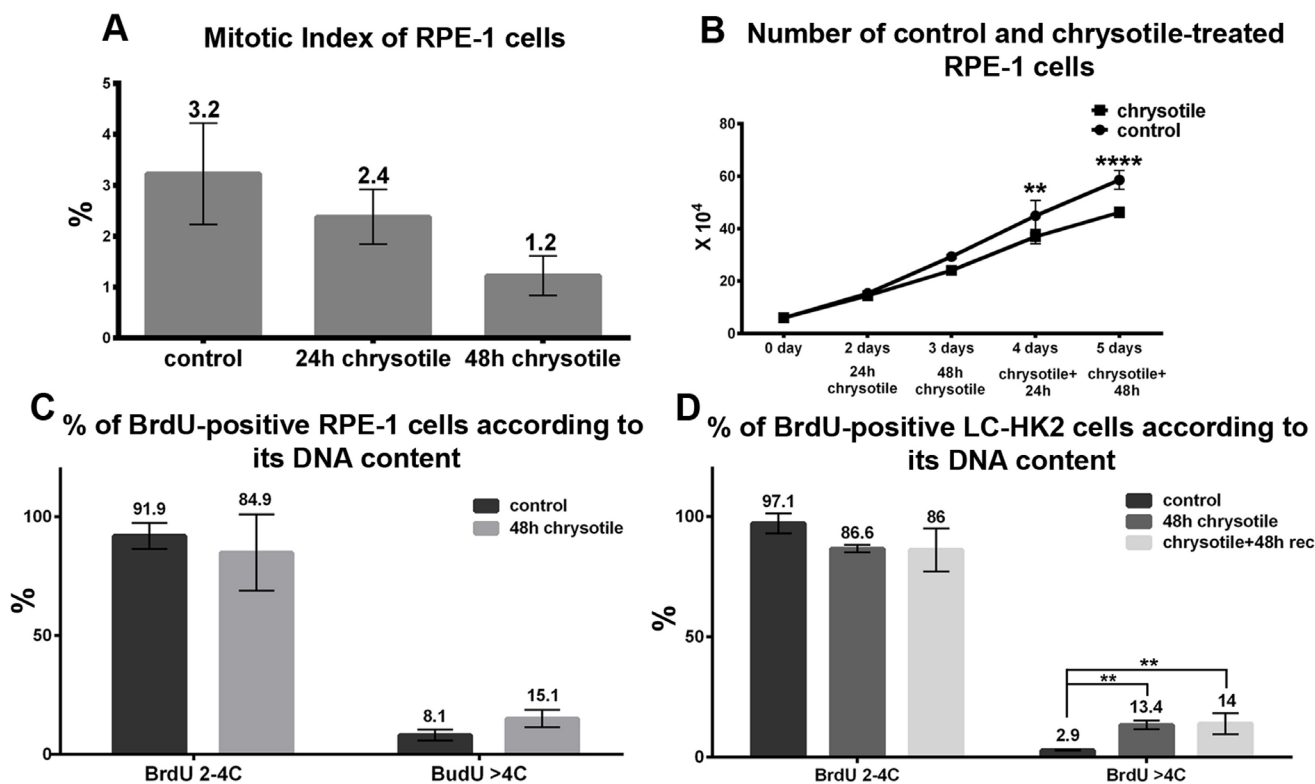 A
Mitotic Index of RPE-1 cells
5
4
3
2
1
0
%
3.2
2.4
1.2
control 24h chrysotile 48h chrysotile
B
Number of control and chrysotile-treated
RPE-1 cells
chrysotile
control
80
60
40
20
0
X 10⁴
**
****
0 day 2 days 3 days 4 days 5 days
24h 48h chrysotile+ chrysotile+
chrysotile chrysotile 24h 48h
C
% of BrdU-positive RPE-1 cells according to
its DNA content
control
48h chrysotile
100
50
0
%
91.9
84.9
8.1
15.1
BrdU 2-4C BudU >4C
D
% of BrdU-positive LC-HK2 cells according to
its DNA content
control
48h chrysotile
chrysotile+48h rec
100
50
0
%
97.1
86.6
86
**
**
2.9
13.4
14
BrdU 2-4C BrdU >4C